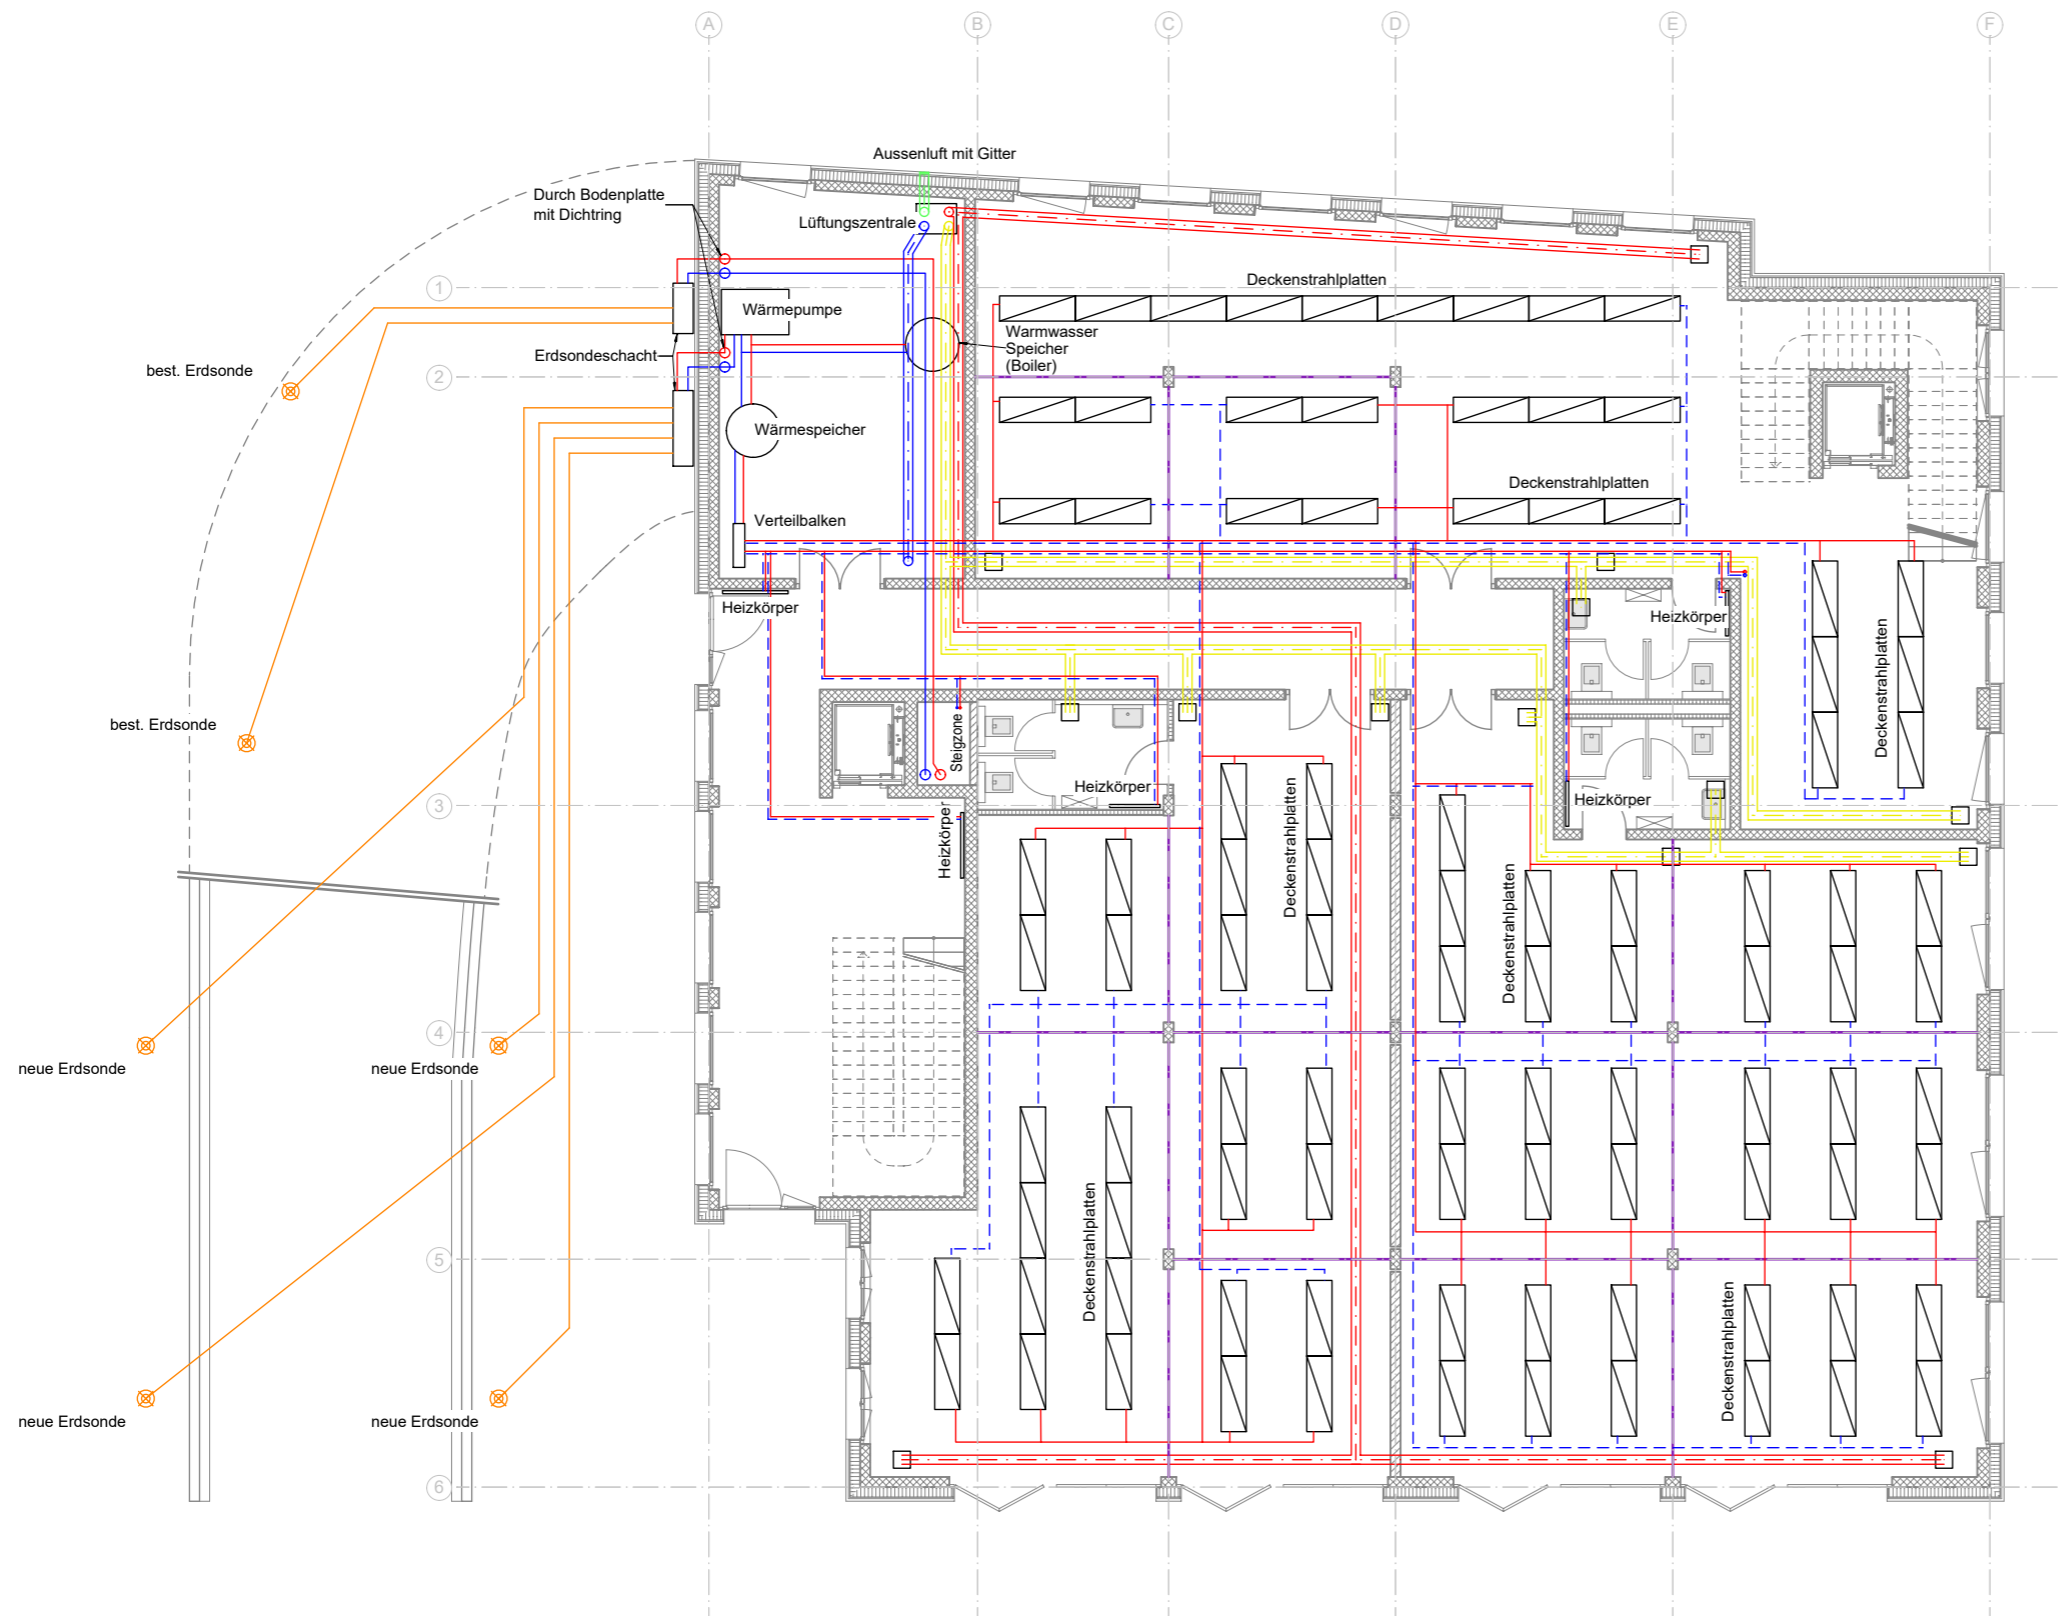 A
B
C
D
E
F
Aussenluft mit Gitter
Durch Bodenplatte
mit Dichtring
Lüftungszentrale
Deckenstrahlplatten
1
Wärmepumpe
Warmwasser
Speicher
(Boiler)
Erdsondeschacht
best. Erdsonde
2
Wärmespeicher
Deckenstrahlplatten
Verteilbalken
Heizkörper
Heizkörper
Deckenstrahlplatten
best. Erdsonde
Steigzone
Heizkörper
Heizkörper
3
Heizkörper
Deckenstrahlplatten
Deckenstrahlplatten
4
neue Erdsonde
neue Erdsonde
Deckenstrahlplatten
5
Deckenstrahlplatten
neue Erdsonde
neue Erdsonde
6